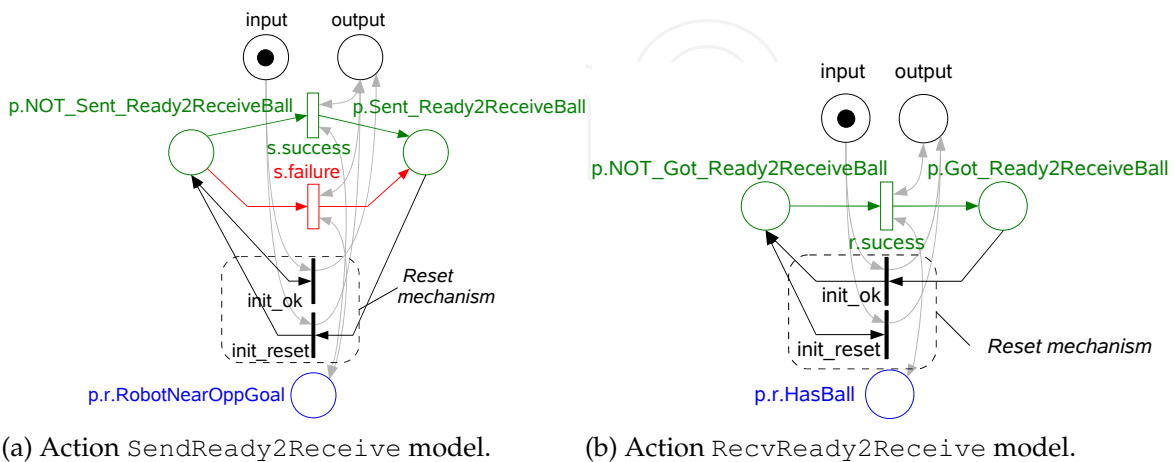 input output
p.NOT_Sent_Ready2ReceiveBall p.Sent_Ready2ReceiveBall
s.success
s.failure
Reset
mechanism
init_ok
init_reset
p.r.RobotNearOppGoal
(a) Action SendReady2Receive model.
input output
p.NOT_Got_Ready2ReceiveBall p.Got_Ready2ReceiveBall
r.sucess
init_ok
init_reset
Reset mechanism
p.r.HasBall
(b) Action RecvReady2Receive model.